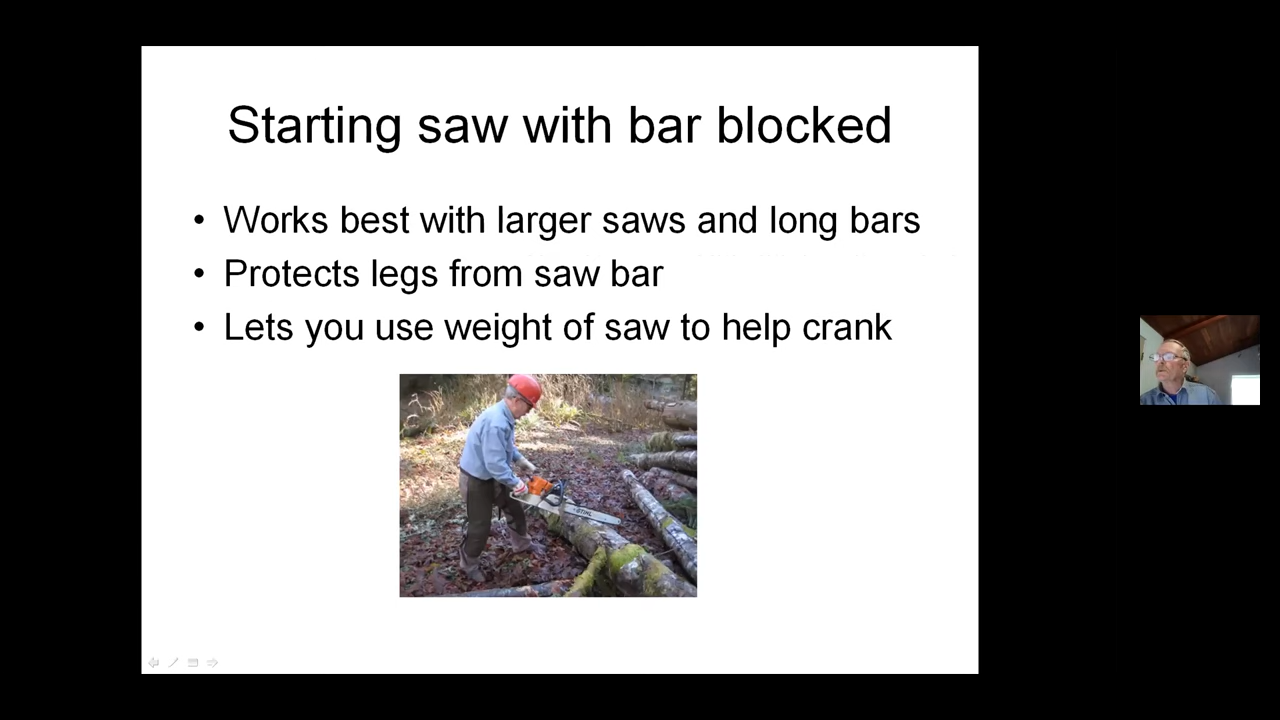 Starting saw with bar blocked
• Works best with larger saws and long bars
• Protects legs from saw bar
• Lets you use weight of saw to help crank
STIHL